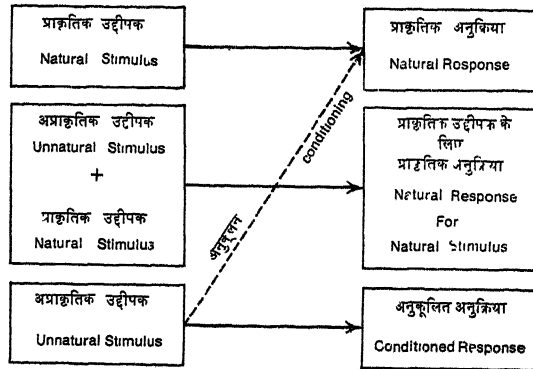 प्राकृतिक उद्दीपक
Natural Stimulus
प्राकृतिक अनुक्रिया
Natural Rosponse
अप्राकृतिक उद्दीपक
Unnatural Stimulus
+
प्राकृतिक उद्दीपक
Natural Stimulus
प्राकृतिक उद्दीपक के
लिए
प्राकृतिक अनुक्रिया
Natural Response
For
Natural Stimulus
अनुकूलन
conditioning
अप्राकृतिक उद्दीपक
Unnatural Stimulus
अनुकूलित अनुक्रिया
Conditioned Response